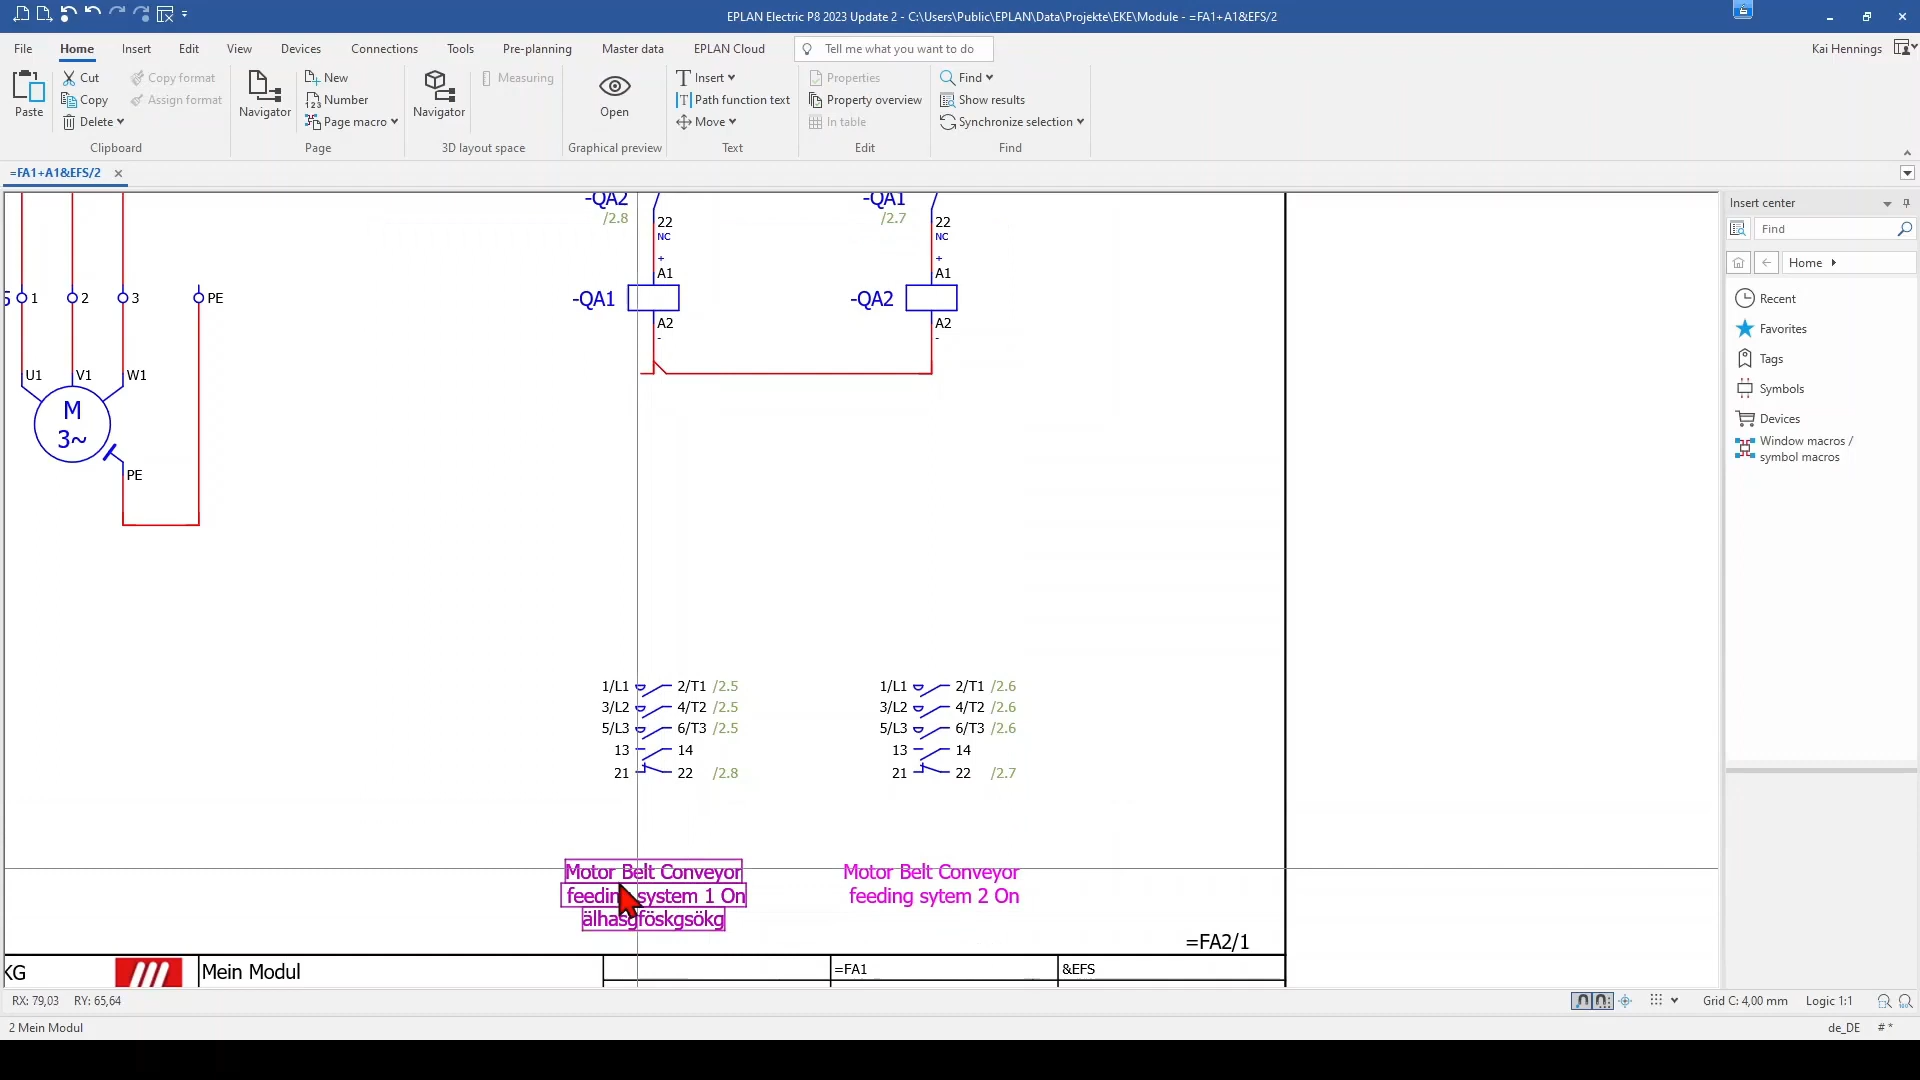 EPLAN Electric P8 2023 Update 2 - C:\Users\Public\EPLAN\Data\Projekte\EKE\Module - =FA1+A1&EFS/2
File Home Insert Edit View Devices Connections Tools Pre-planning Master data EPLAN Cloud Tell me what you want to do Kai Hennings
Paste Cut Copy Delete Copy format Assign format
Clipboard
Navigator New Number Page macro
Page
Navigator Measuring
3D layout space
Open
Graphical preview
Insert Path function text Move
Text
Properties Property overview In table
Edit
Find Show results Synchronize selection
Find
=FA1+A1&EFS/2
-QA2
/2.8
22
NC
+
A1
-QA1
A2
-
-QA1
/2.7
22
NC
+
A1
-QA2
A2
-
1 2 3 PE
U1 V1 W1
M
3~
PE
1/L1 2/T1 /2.5
3/L2 4/T2 /2.5
5/L3 6/T3 /2.5
13 14
21 22 /2.8
1/L1 2/T1 /2.6
3/L2 4/T2 /2.6
5/L3 6/T3 /2.6
13 14
21 22 /2.7
Motor Belt Conveyor
feeding system 1 On
älhasgföskgsökg
Motor Belt Conveyor
feeding sytem 2 On
=FA2/1
KG Mein Modul =FA1 &EFS
Insert center
Find
Home
Recent
Favorites
Tags
Symbols
Devices
Window macros /
symbol macros
RX: 79,03 RY: 65,64 Grid C: 4,00 mm Logic 1:1
2 Mein Modul de_DE # *